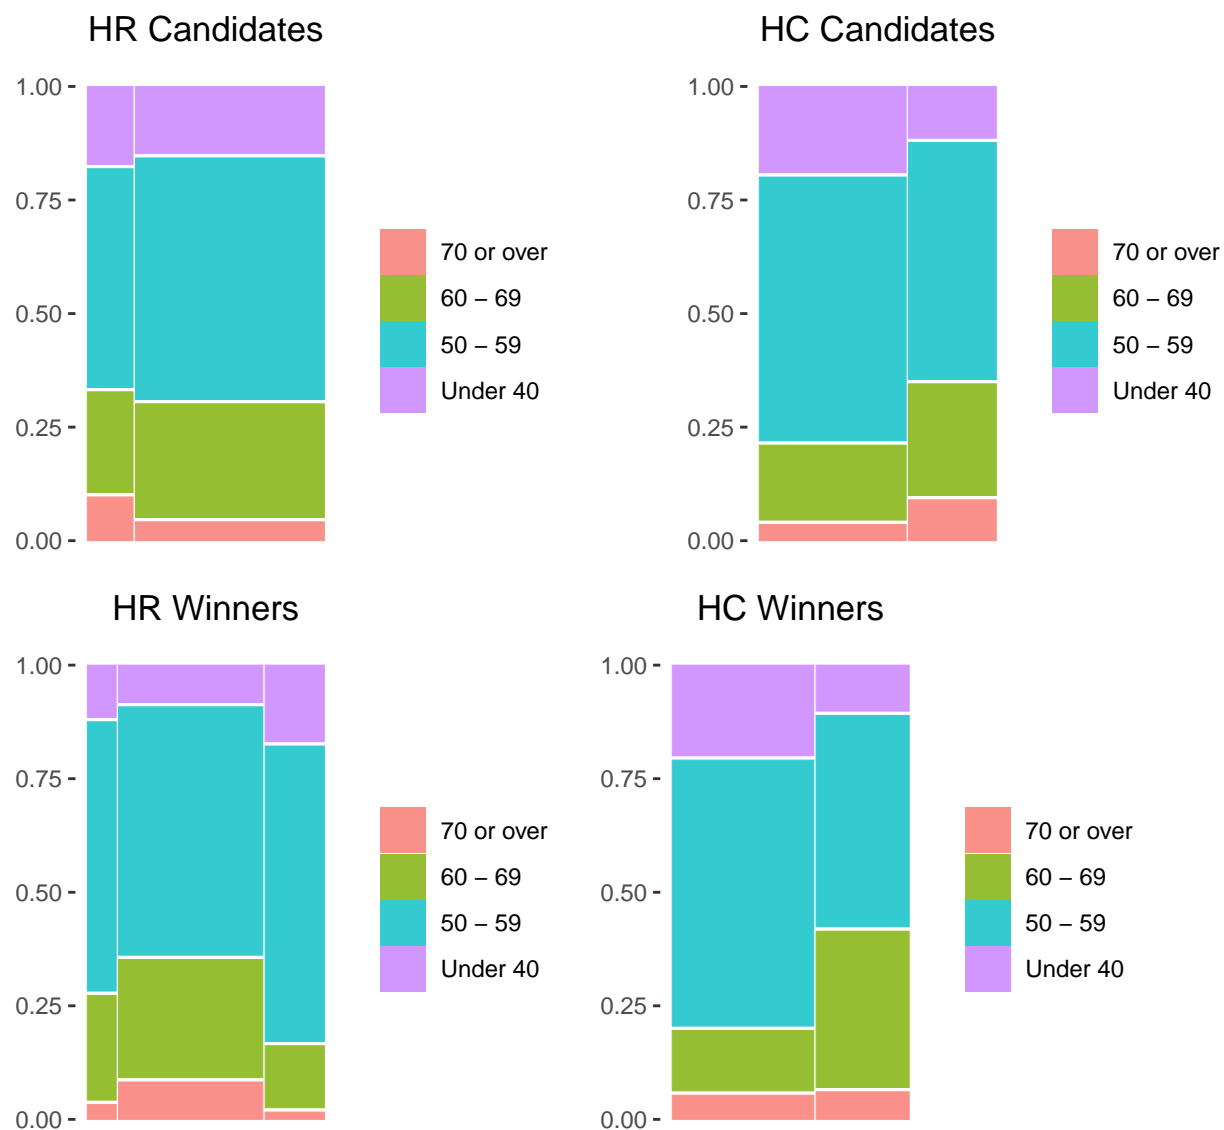 HR Candidates
1.00
0.75
0.50
0.25
0.00
70 or over
60 – 69
50 – 59
Under 40
HC Candidates
1.00
0.75
0.50
0.25
0.00
70 or over
60 – 69
50 – 59
Under 40
HR Winners
1.00
0.75
0.50
0.25
0.00
70 or over
60 – 69
50 – 59
Under 40
HC Winners
1.00
0.75
0.50
0.25
0.00
70 or over
60 – 69
50 – 59
Under 40